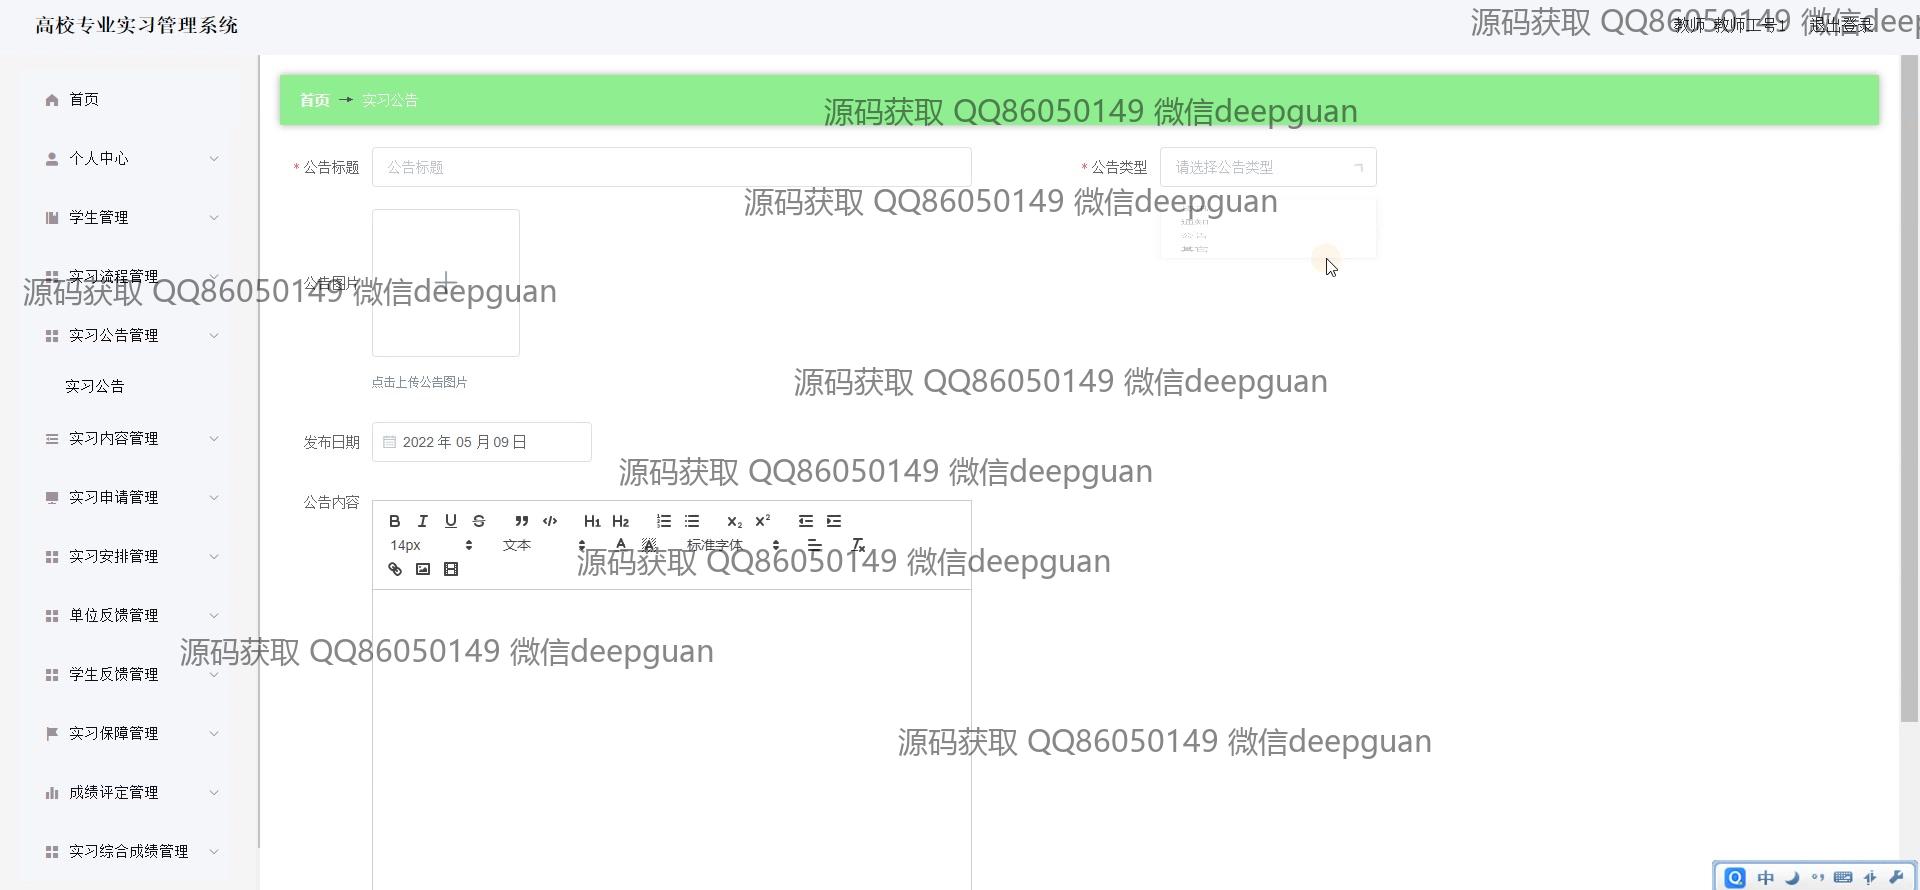 高校专业实习管理系统
教师 教师工号1
退出登录
源码获取 QQ86050149 微信deep
首页
个人中心
学生管理
实习流程管理
实习公告管理
实习公告
实习内容管理
实习申请管理
实习安排管理
单位反馈管理
学生反馈管理
实习保障管理
成绩评定管理
实习综合成绩管理
首页 → 实习公告
源码获取 QQ86050149 微信deepguan
* 公告标题 公告标题
* 公告类型 请选择公告类型
源码获取 QQ86050149 微信deepguan
公告图片
源码获取 QQ86050149 微信deepguan
点击上传公告图片
源码获取 QQ86050149 微信deepguan
发布日期 2022 年 05 月 09 日
源码获取 QQ86050149 微信deepguan
公告内容
B I U S H1 H2 X2 X2
14px 文本 A A 标准字体 Tx
源码获取 QQ86050149 微信deepguan
源码获取 QQ86050149 微信deepguan
源码获取 QQ86050149 微信deepguan
中